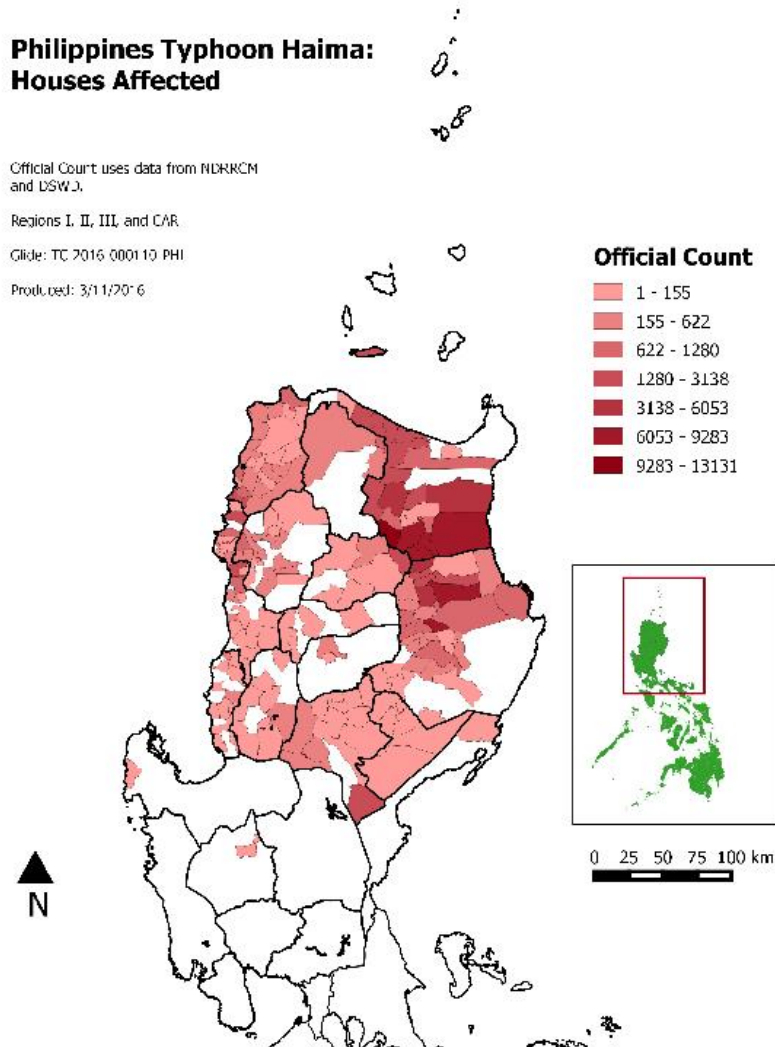 Philippines Typhoon Haima:
Houses Affected
Official Count uses data from NDRRCM
and DSWD.
Regions I, II, III, and CAR
Glide: TC 2016 000110 PHI
Produced: 3/11/2016
Official Count
1 - 155
155 - 622
622 - 1280
1280 - 3138
3138 - 6053
6053 - 9283
9283 - 13131
0 25 50 75 100 km
N